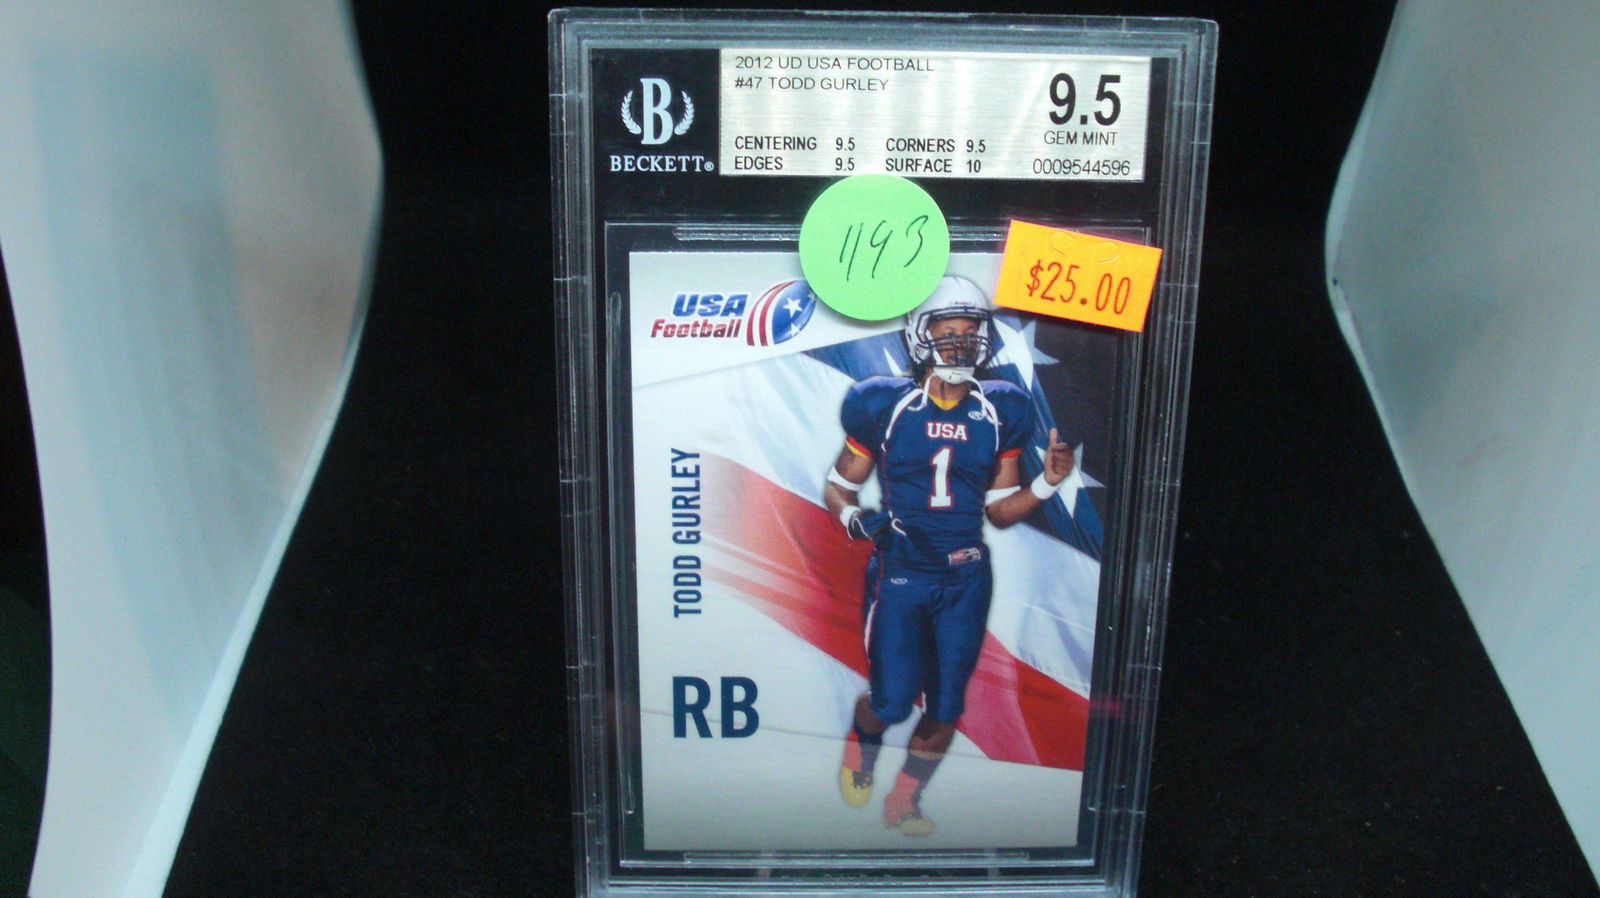 2012 UD USA FOOTBALL
#47 TODD GURLEY
9.5
GEM MINT
CENTERING 9.5 CORNERS 9.5
EDGES 9.5 SURFACE 10
0009544596
B
BECKETT®
1193
$25.00
USA
Football
USA
1
TODD GURLEY
RB